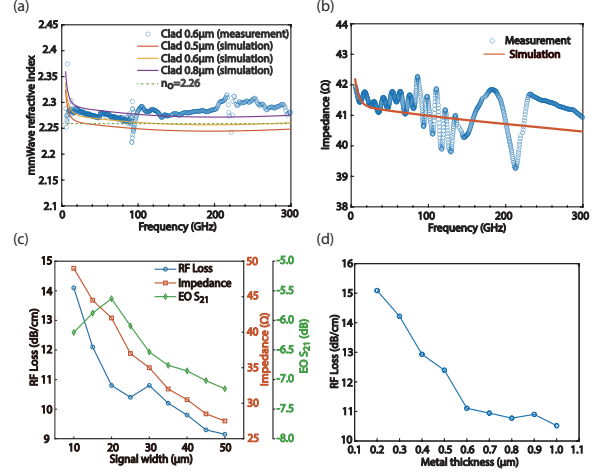 (a)
mmWave refractive index
2.45
2.4
2.35
2.3
2.25
2.2
2.15
2.1
Clad 0.6μm (measurement)
Clad 0.5μm (simulation)
Clad 0.6μm (simulation)
Clad 0.8μm (simulation)
n₀=2.26
0
100
200
300
Frequency (GHz)
(b)
Impedance (Ω)
44
43
42
41
40
39
38
Measurement
Simulation
0
100
200
300
Frequency (GHz)
(c)
RF Loss (dB/cm)
15
14
13
12
11
10
9
RF Loss
Impedance
EO S₂₁
50
45
40
35
30
25
Impedance (Ω)
-5.0
-5.5
-6.0
-6.5
-7.0
-7.5
-8.0
EO S₂₁ (dB)
10
20
30
40
50
Signal width (μm)
(d)
RF Loss (dB/cm)
16
15
14
13
12
11
10
0.1
0.2
0.3
0.4
0.5
0.6
0.7
0.8
0.9
1.0
1.1
Metal thickness (μm)